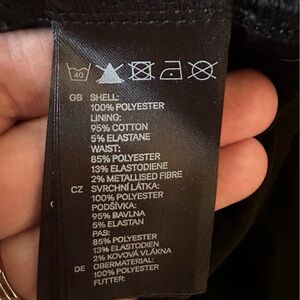 40
GB SHELL:
100% POLYESTER
LINING:
95% COTTON
5% ELASTANE
WAIST:
85% POLYESTER
13% ELASTODIENE
2% METALLISED FIBRE
CZ SVRCHNÍ LÁTKA:
100% POLYESTER
PODŠÍVKA:
95% BAVLNA
5% ELASTAN
PAS:
85% POLYESTER
13% ELASTODIEN
2% KOVOVÁ VLÁKNA
DE OBERMATERIAL:
100% POLYESTER
FUTTER: